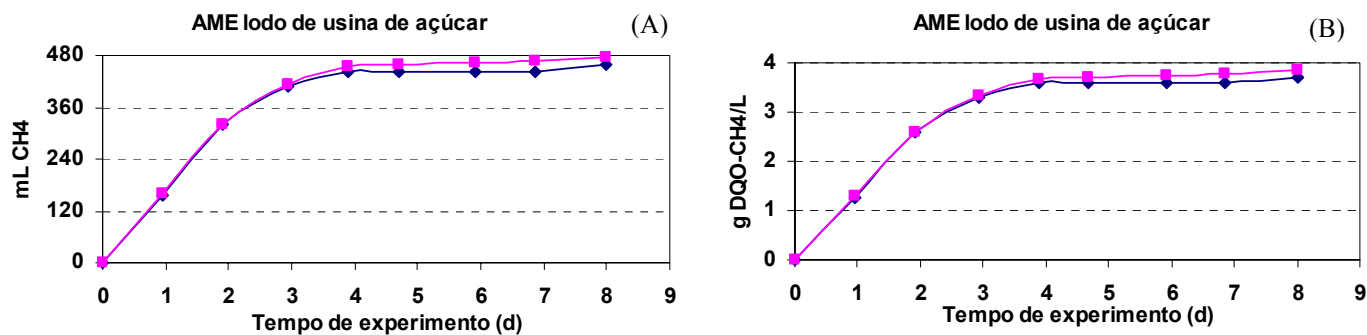 AME lodo de usina de açúcar (A)
mL CH4
480
360
240
120
0
0 1 2 3 4 5 6 7 8 9
Tempo de experimento (d)
AME lodo de usina de açúcar (B)
g DQO-CH4/L
4
3
2
1
0
0 1 2 3 4 5 6 7 8 9
Tempo de experimento (d)